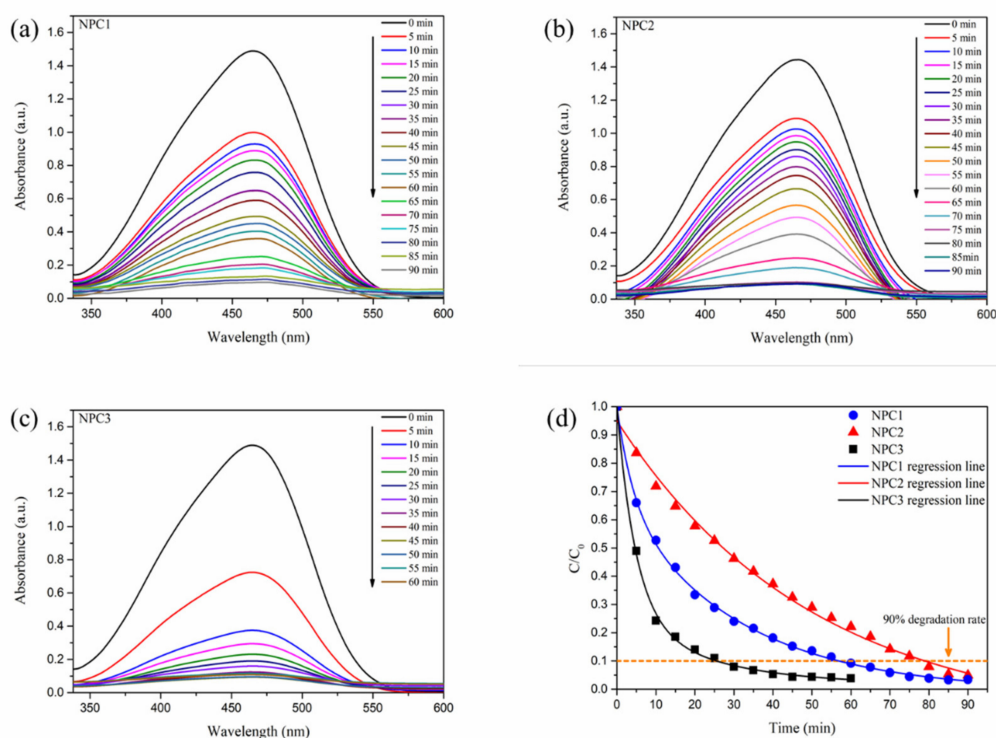 (a)
NPC1
Absorbance (a.u.)
1.6
1.4
1.2
1.0
0.8
0.6
0.4
0.2
0.0
350
400
450
500
550
600
Wavelength (nm)
0 min
5 min
10 min
15 min
20 min
25 min
30 min
35 min
40 min
45 min
50 min
55 min
60 min
65 min
70 min
75 min
80 min
85 min
90 min
(b)
NPC2
Absorbance (a.u.)
1.6
1.4
1.2
1.0
0.8
0.6
0.4
0.2
0.0
350
400
450
500
550
600
Wavelength (nm)
0 min
5 min
10 min
15 min
20 min
25 min
30 min
35 min
40 min
45 min
50 min
55 min
60 min
65 min
70 min
75 min
80 min
85min
90 min
(c)
NPC3
Absorbance (a.u.)
1.6
1.4
1.2
1.0
0.8
0.6
0.4
0.2
0.0
350
400
450
500
550
600
Wavelength (nm)
0 min
5 min
10 min
15 min
20 min
25 min
30 min
35 min
40 min
45 min
50 min
55 min
60 min
(d)
C/C0
1.0
0.9
0.8
0.7
0.6
0.5
0.4
0.3
0.2
0.1
0.0
0
10
20
30
40
50
60
70
80
90
Time (min)
NPC1
NPC2
NPC3
NPC1 regression line
NPC2 regression line
NPC3 regression line
90% degradation rate